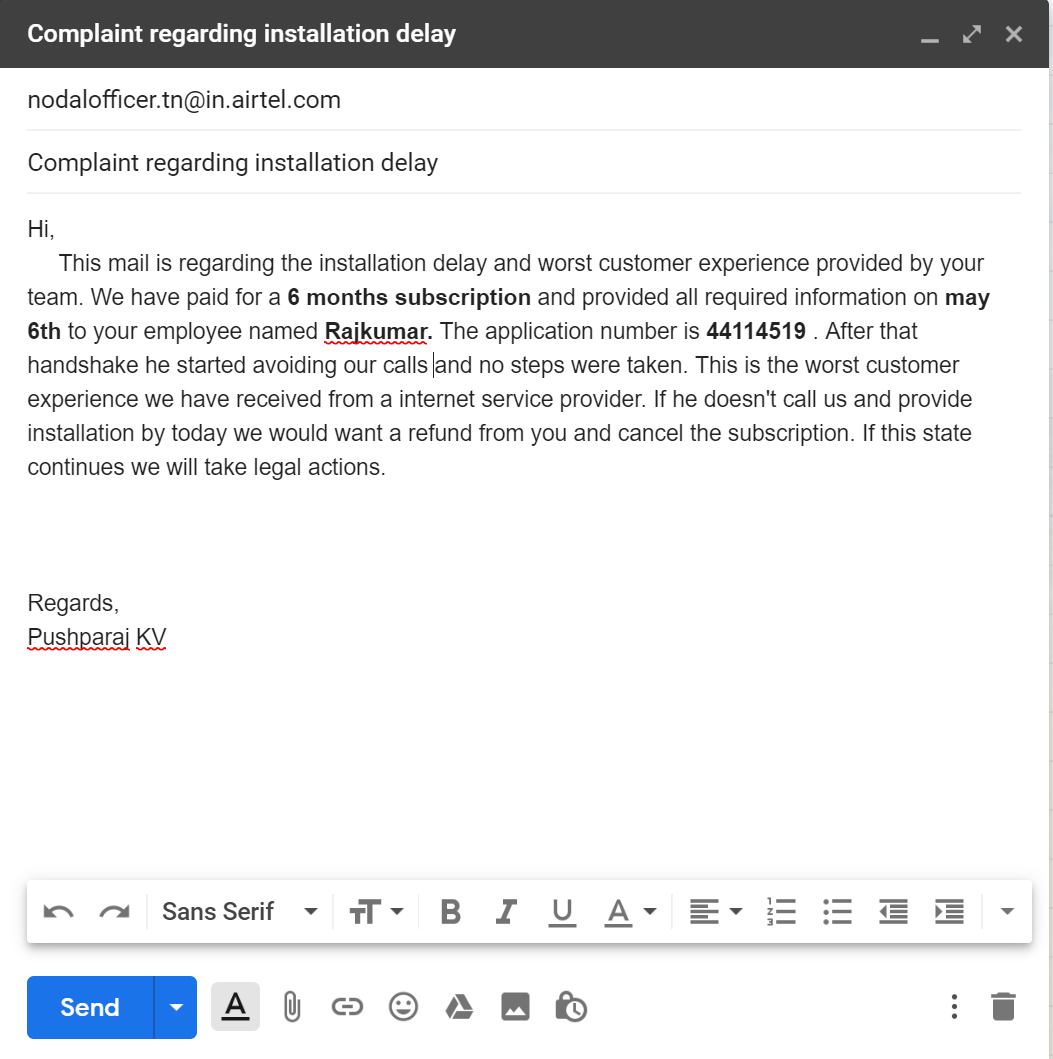 Complaint regarding installation delay
nodalofficer.tn@in.airtel.com
Complaint regarding installation delay
Hi,
This mail is regarding the installation delay and worst customer experience provided by your
team. We have paid for a 6 months subscription and provided all required information on may
6th to your employee named Rajkumar. The application number is 44114519 . After that
handshake he started avoiding our calls and no steps were taken. This is the worst customer
experience we have received from a internet service provider. If he doesn't call us and provide
installation by today we would want a refund from you and cancel the subscription. If this state
continues we will take legal actions.
Regards,
Pushparaj KV
Sans Serif
Send